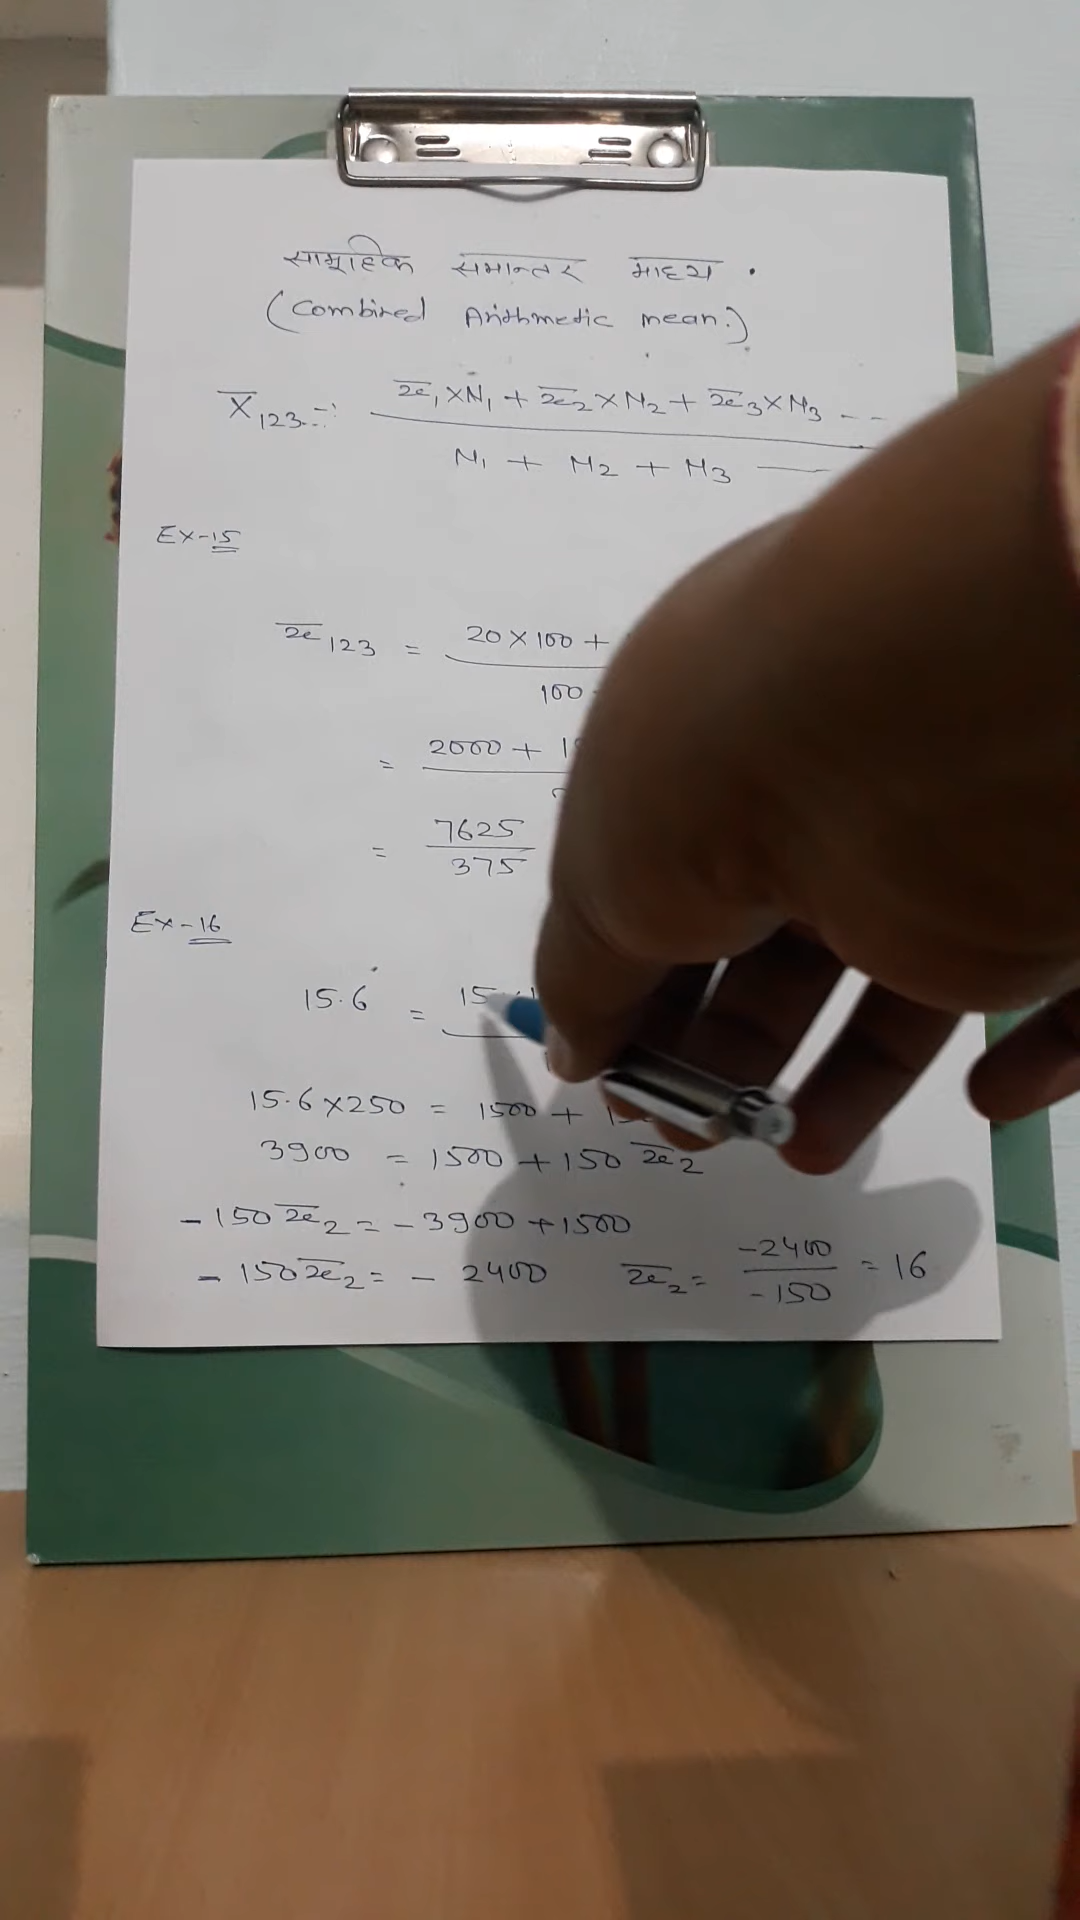 सामूहिक समान्तर माध्य .
(Combined Arithmetic mean.)
X̅₁₂₃ = x̅₁×N₁ + x̅₂×N₂ + x̅₃×N₃ --
N₁ + N₂ + N₃ —
Ex-15
x̅₁₂₃ = 20×100 +
100
= 2000 +
= 7625
375
Ex-16
15.6 = 15
15.6×250 = 1500 +
3900 = 1500 + 150 x̅₂
-150 x̅₂ = -3900 + 1500
-150 x̅₂ = - 2400 x̅₂ = -2400 / -150 = 16